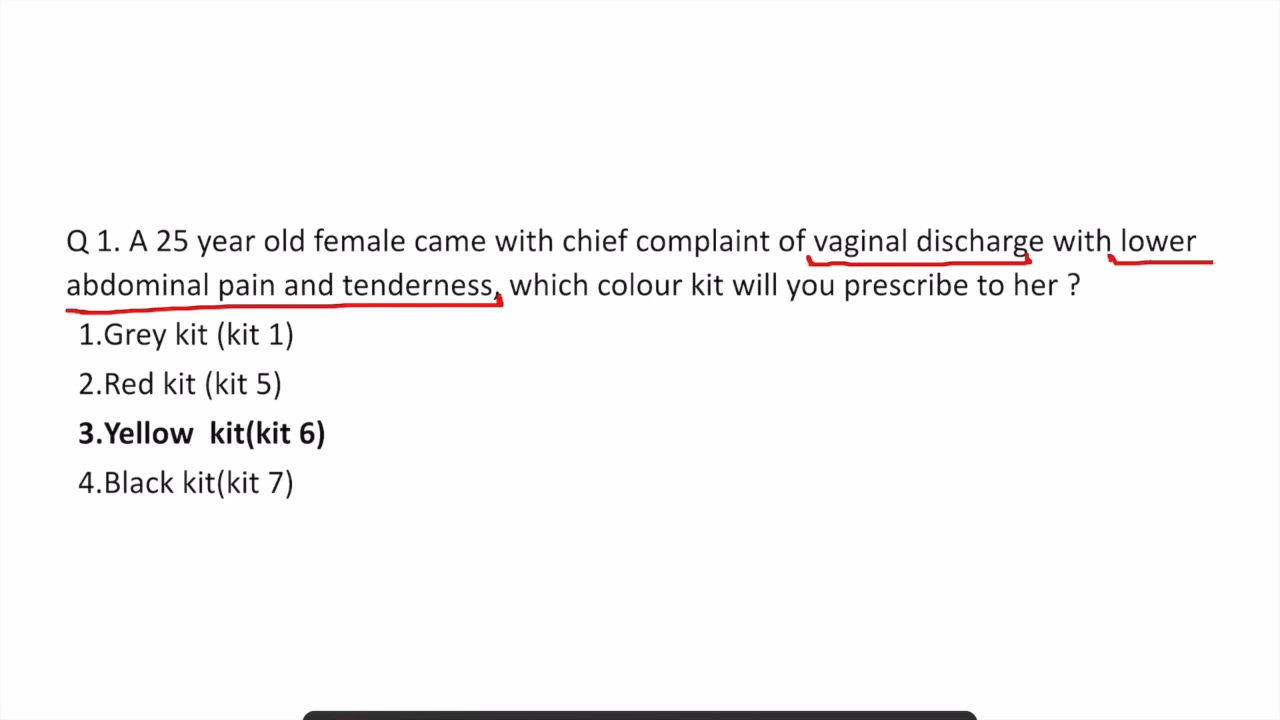 Q 1. A 25 year old female came with chief complaint of vaginal discharge with lower
abdominal pain and tenderness, which colour kit will you prescribe to her ?
1.Grey kit (kit 1)
2.Red kit (kit 5)
3.Yellow kit(kit 6)
4.Black kit(kit 7)